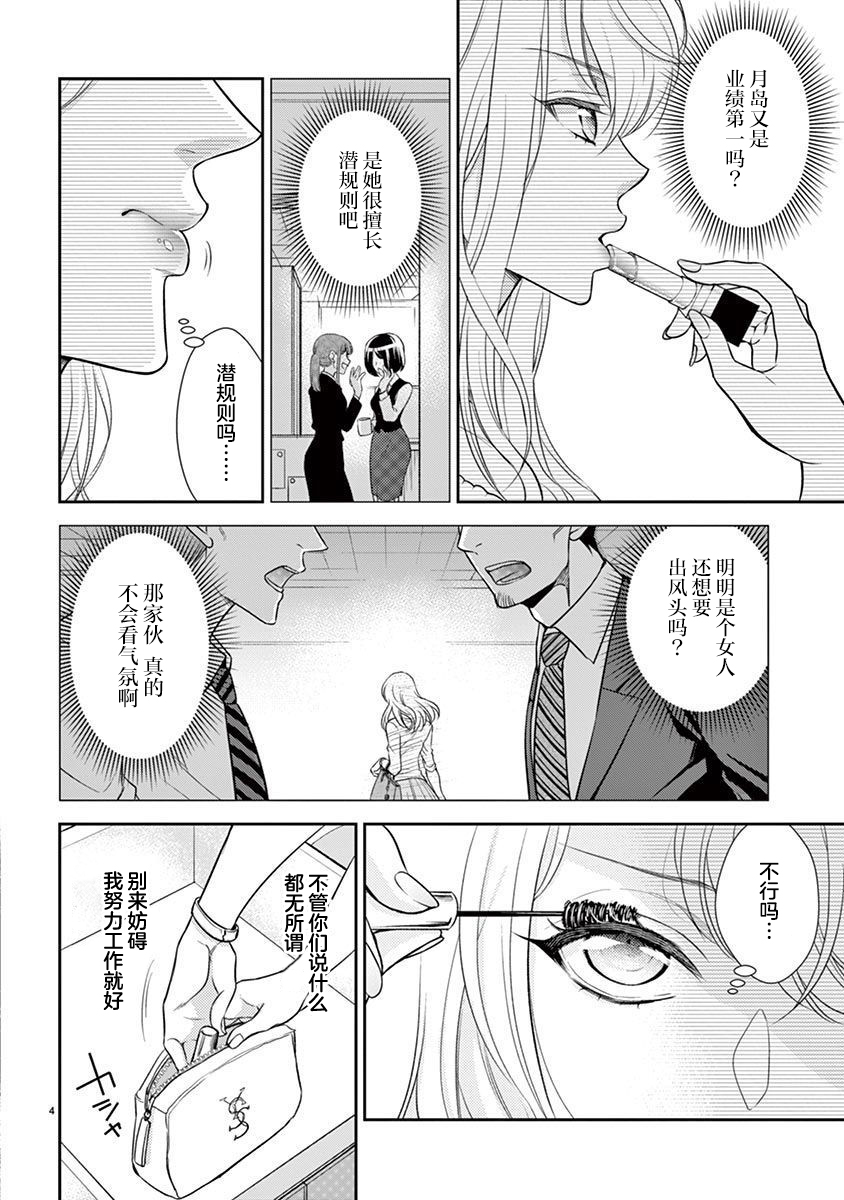 月岛又是
业绩第一吗？
是她很擅长
潜规则吧
潜规则吗……
明明是个女人
还想要
出风头吗？
那家伙 真的
不会看气氛啊
不行吗…
不管你们说什么
都无所谓
别来妨碍
我努力工作就好
ガシャ
YS
4